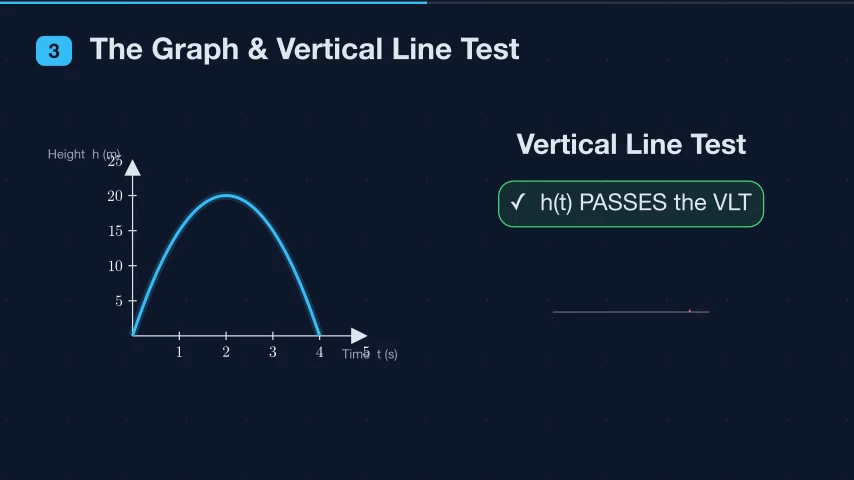 3 The Graph & Vertical Line Test
Height h (m)
25
20
15
10
5
1 2 3 4 5
Time t (s)
Vertical Line Test
✓ h(t) PASSES the VLT